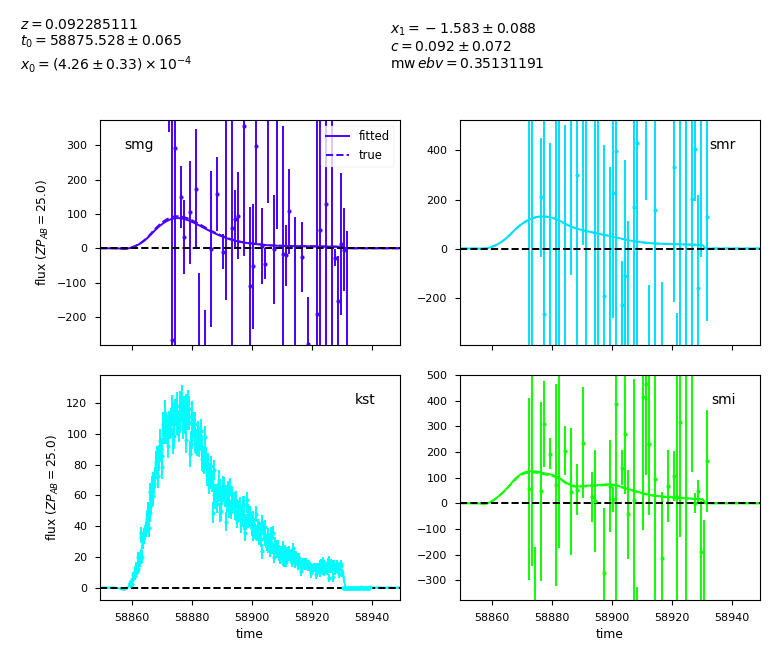 z = 0.092285111
t₀ = 58875.528 ± 0.065
x₀ = (4.26 ± 0.33) × 10⁻⁴
x₁ = −1.583 ± 0.088
c = 0.092 ± 0.072
mw ebv = 0.35131191
smg
fitted
true
300
200
100
0
−100
−200
flux (ZP_AB = 25.0)
smr
400
200
0
−200
kst
120
100
80
60
40
20
0
flux (ZP_AB = 25.0)
58860 58880 58900 58920 58940
time
smi
500
400
300
200
100
0
−100
−200
−300
58860 58880 58900 58920 58940
time